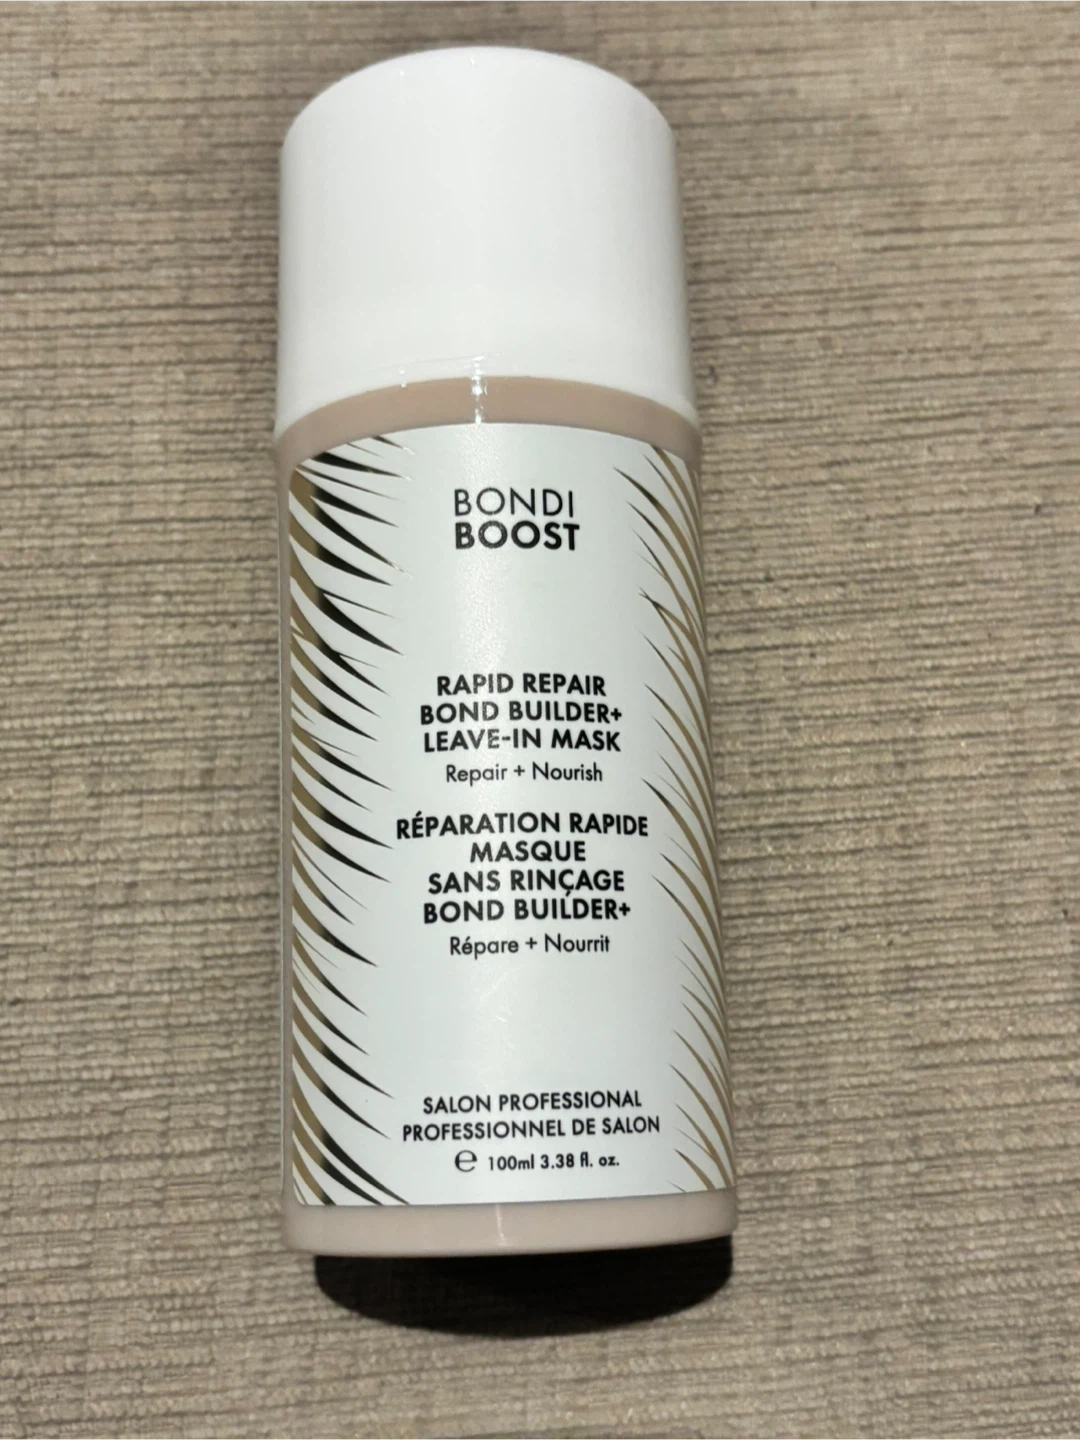 BONDI
BOOST
RAPID REPAIR
BOND BUILDER+
LEAVE-IN MASK
Repair + Nourish
RÉPARATION RAPIDE
MASQUE
SANS RINÇAGE
BOND BUILDER+
Répare + Nourrit
SALON PROFESSIONAL
PROFESSIONNEL DE SALON
℮ 100ml 3.38 fl. oz.